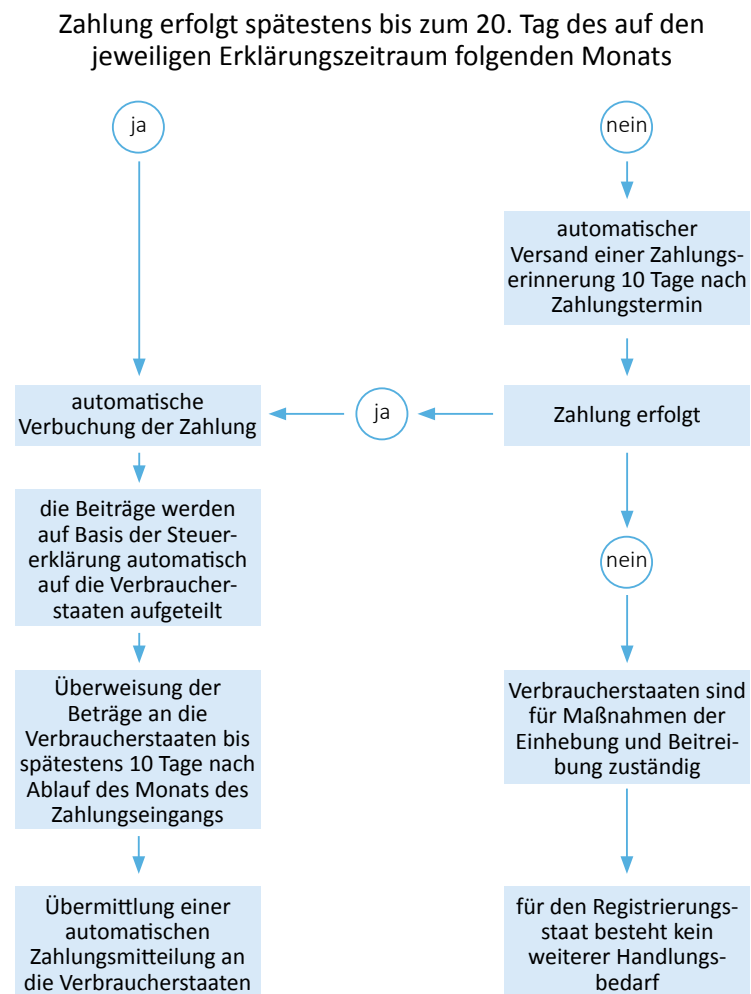 Zahlung erfolgt spätestens bis zum 20. Tag des auf den
jeweiligen Erklärungszeitraum folgenden Monats
ja
nein
automatischer
Versand einer Zahlungs-
erinnerung 10 Tage nach
Zahlungstermin
automatische
Verbuchung der Zahlung
ja
Zahlung erfolgt
die Beiträge werden
auf Basis der Steuer-
erklärung automatisch
auf die Verbraucher-
staaten aufgeteilt
nein
Überweisung der
Beträge an die
Verbraucherstaaten bis
spätestens 10 Tage nach
Ablauf des Monats des
Zahlungseingangs
Verbraucherstaaten sind
für Maßnahmen der
Einhebung und Beitrei-
bung zuständig
Übermittlung einer
automatischen
Zahlungsmitteilung an
die Verbraucherstaaten
für den Registrierungs-
staat besteht kein
weiterer Handlungs-
bedarf